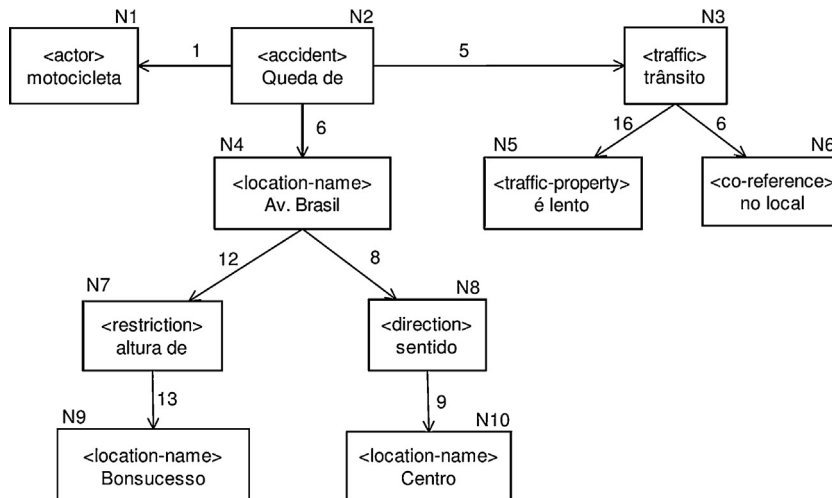 N1
N2
N3
<actor>
motocicleta
1
<accident>
Queda de
5
<traffic>
trânsito
6
16
6
N4
N5
N6
<location-name>
Av. Brasil
<traffic-property>
é lento
<co-reference>
no local
12
8
N7
N8
<restriction>
altura de
<direction>
sentido
13
9
N9
N10
<location-name>
Bonsucesso
<location-name>
Centro